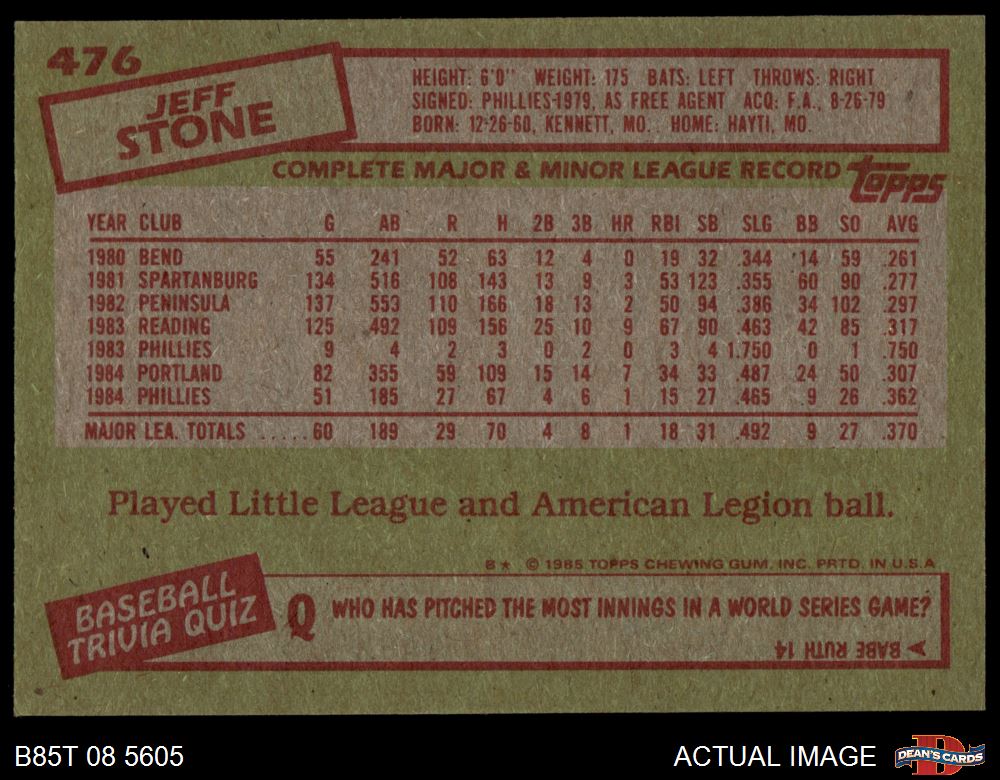 476
JEFF
STONE
HEIGHT: 6'0" WEIGHT: 175 BATS: LEFT THROWS: RIGHT
SIGNED: PHILLIES-1979, AS FREE AGENT ACQ: F.A., 8-26-79
BORN: 12-26-60, KENNETT, MO. HOME: HAYTI, MO.
COMPLETE MAJOR & MINOR LEAGUE RECORD topps
YEAR CLUB G AB R H 2B 3B HR RBI SB SLG BB SO AVG
1980 BEND 55 241 52 63 12 4 0 19 32 .344 14 59 .261
1981 SPARTANBURG 134 516 108 143 13 9 3 53 123 .355 60 90 .277
1982 PENINSULA 137 553 110 166 18 13 2 50 94 .386 34 102 .297
1983 READING 125 492 109 156 25 10 9 67 90 .463 42 85 .317
1983 PHILLIES 9 4 2 3 0 2 0 3 4 1.750 0 1 .750
1984 PORTLAND 82 355 59 109 15 14 7 34 33 .487 24 50 .307
1984 PHILLIES 51 185 27 67 4 6 1 15 27 .465 9 26 .362
MAJOR LEA. TOTALS .....60 189 29 70 4 8 1 18 31 .492 9 27 .370
Played Little League and American Legion ball.
B★ © 1985 TOPPS CHEWING GUM, INC. PRTD. IN U.S.A
BASEBALL
TRIVIA QUIZ
Q WHO HAS PITCHED THE MOST INNINGS IN A WORLD SERIES GAME?
A BABE RUTH 14
B85T 08 5605
ACTUAL IMAGE
D
DEAN'S CARDS